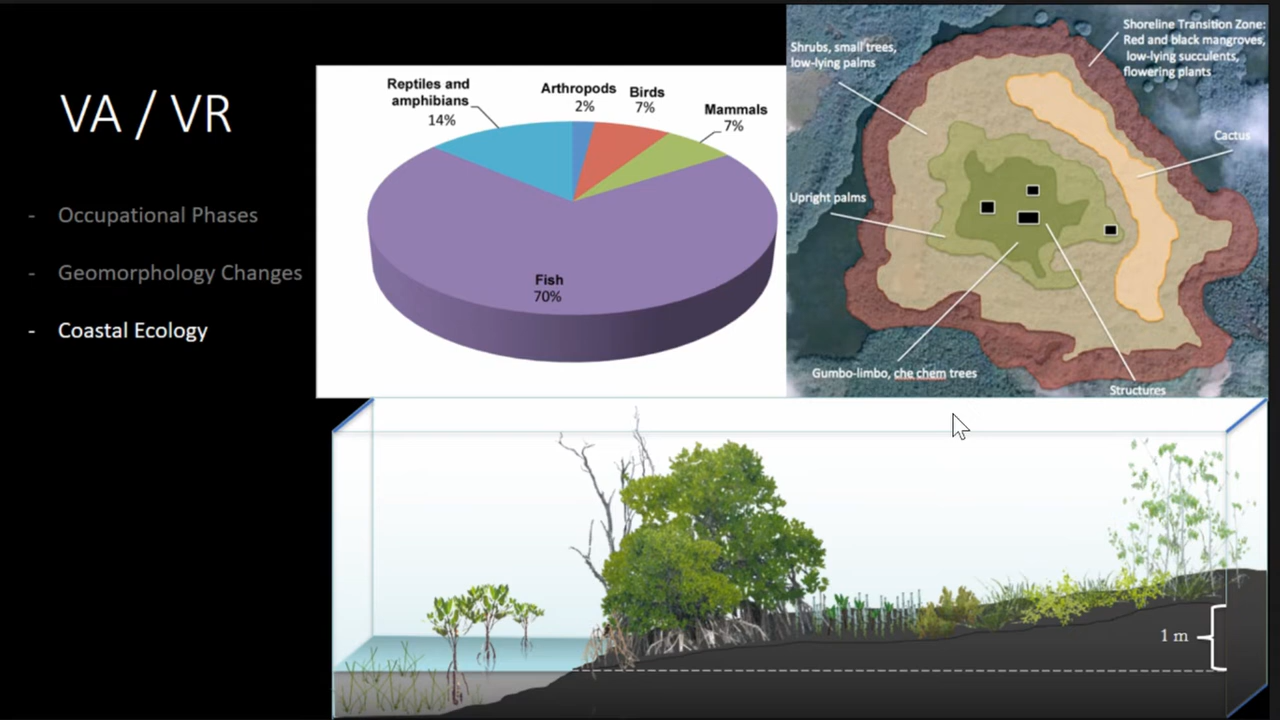 VA / VR
- Occupational Phases
- Geomorphology Changes
- Coastal Ecology
Reptiles and
amphibians
14%
Arthropods
2%
Birds
7%
Mammals
7%
Fish
70%
Shrubs, small trees,
low-lying palms
Shoreline Transition Zone:
Red and black mangroves,
low-lying succulents,
flowering plants
Cactus
Upright palms
Gumbo-limbo, che chem trees
Structures
1 m